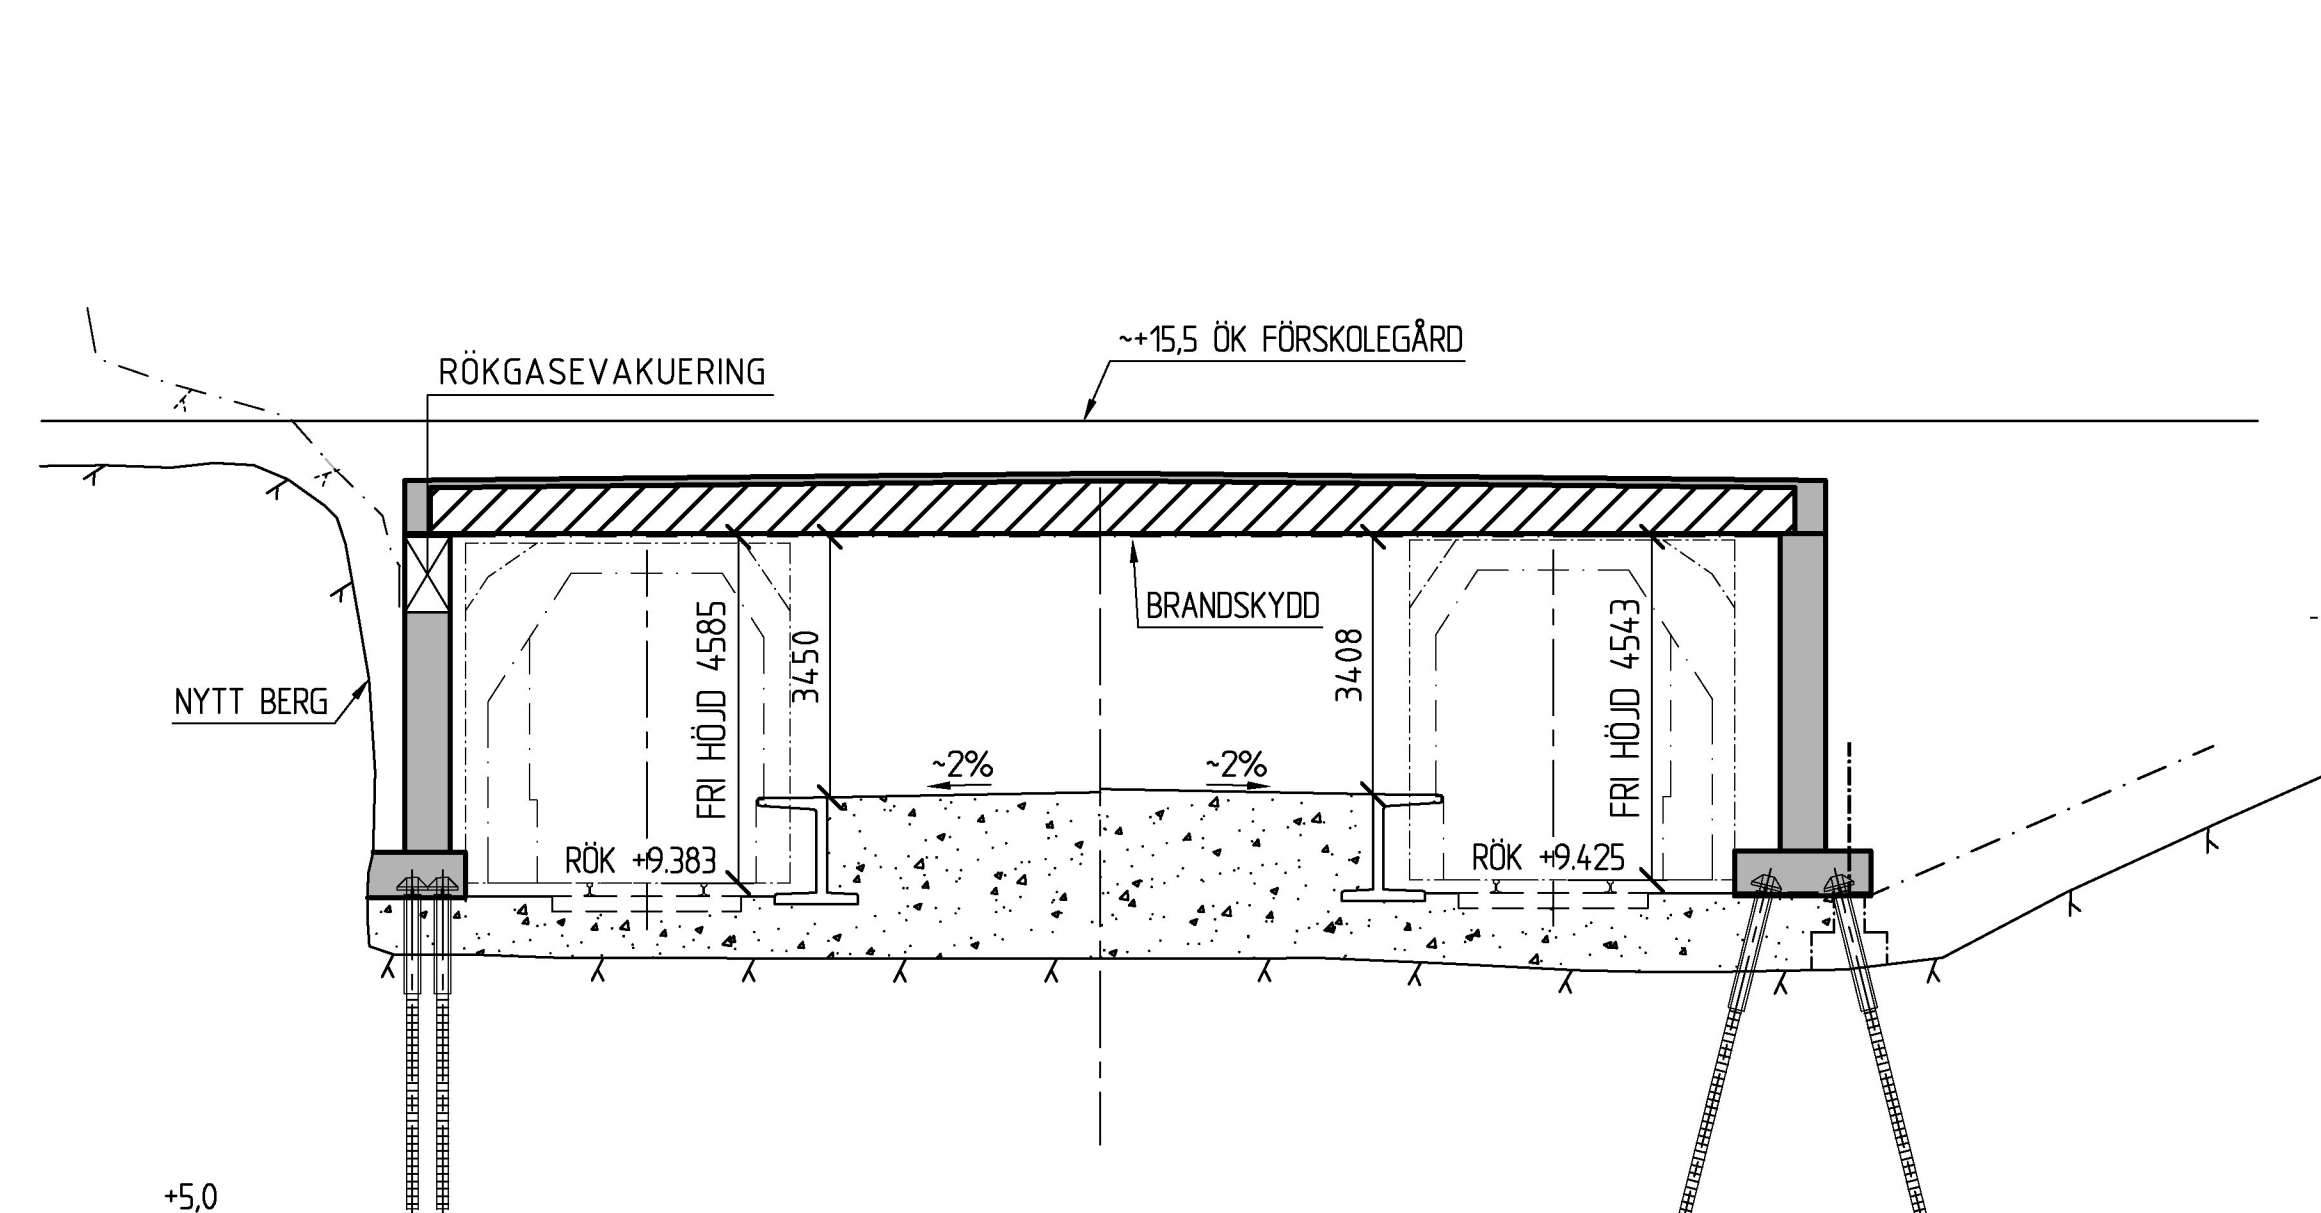 ~+15,5 ÖK FÖRSKOLEGÅRD
RÖKGASEVAKUERING
BRANDSKYDD
FRI HÖJD 4585
3450
3408
FRI HÖJD 4543
NYTT BERG
~2%
~2%
RÖK +9.383
RÖK +9.425
+5,0